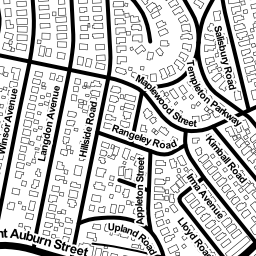 Salisbury Road
Templeton Parkway
Maplewood Street
Winsor Avenue
Langdon Avenue
Hillside Road
Rangeley Road
Kimball Road
Irma Avenue
Appleton Street
Lloyd Road
Upland Road
nt Auburn Street